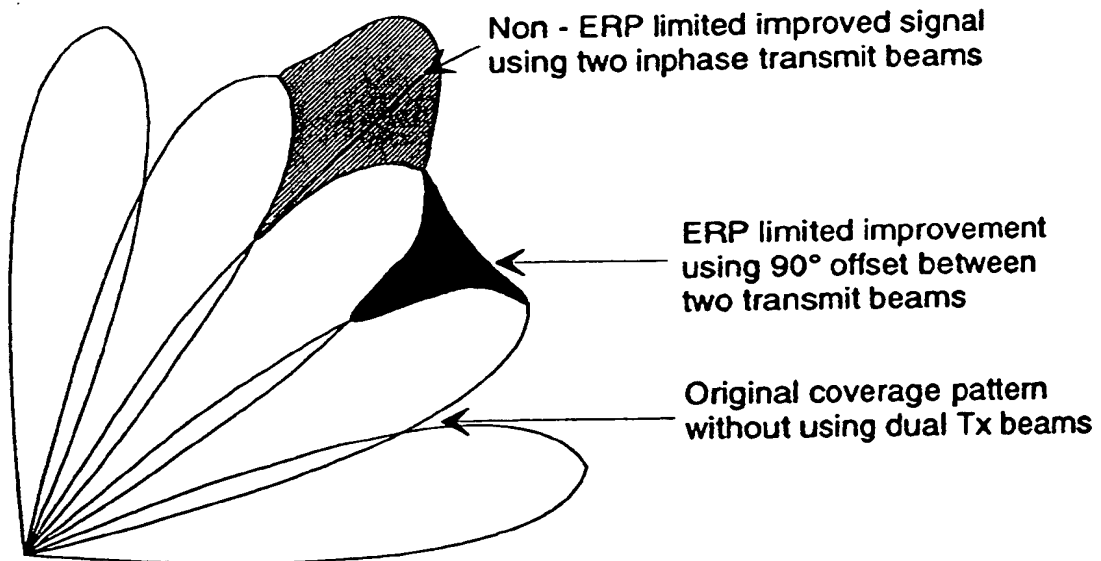 Non - ERP limited improved signal
using two inphase transmit beams
ERP limited improvement
using 90° offset between
two transmit beams
Original coverage pattern
without using dual Tx beams